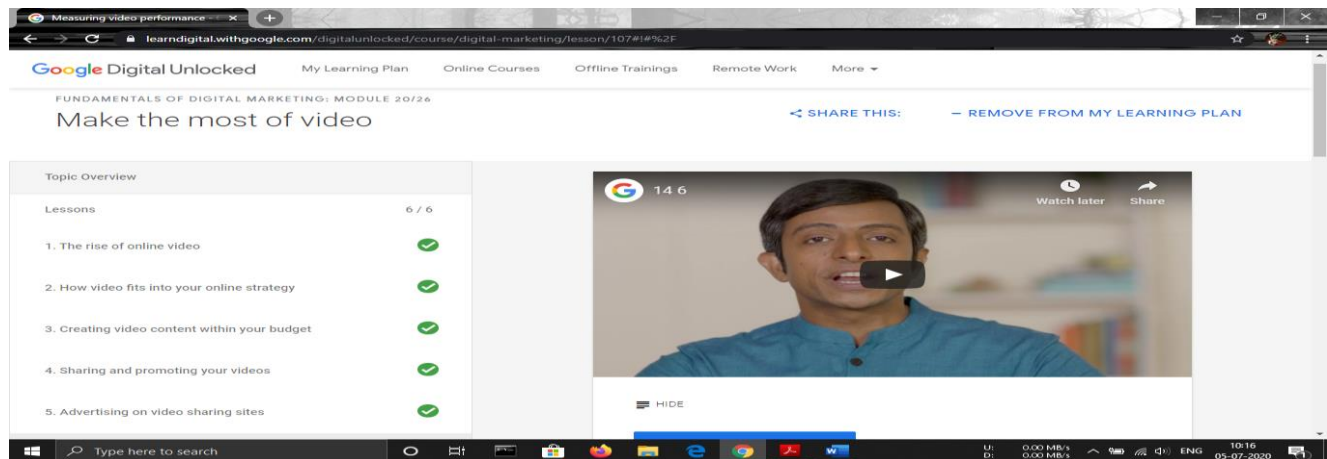 Measuring video performance -
learndigital.withgoogle.com/digitalunlocked/course/digital-marketing/lesson/107#!#%2F
Google Digital Unlocked My Learning Plan Online Courses Offline Trainings Remote Work More
FUNDAMENTALS OF DIGITAL MARKETING: MODULE 20/26
Make the most of video
SHARE THIS:
REMOVE FROM MY LEARNING PLAN
Topic Overview
Lessons 6 / 6
1. The rise of online video
2. How video fits into your online strategy
3. Creating video content within your budget
4. Sharing and promoting your videos
5. Advertising on video sharing sites
G 14 6
Watch later Share
HIDE
Type here to search
U: 0.00 MB/s
D: 0.00 MB/s
ENG
10:16
05-07-2020